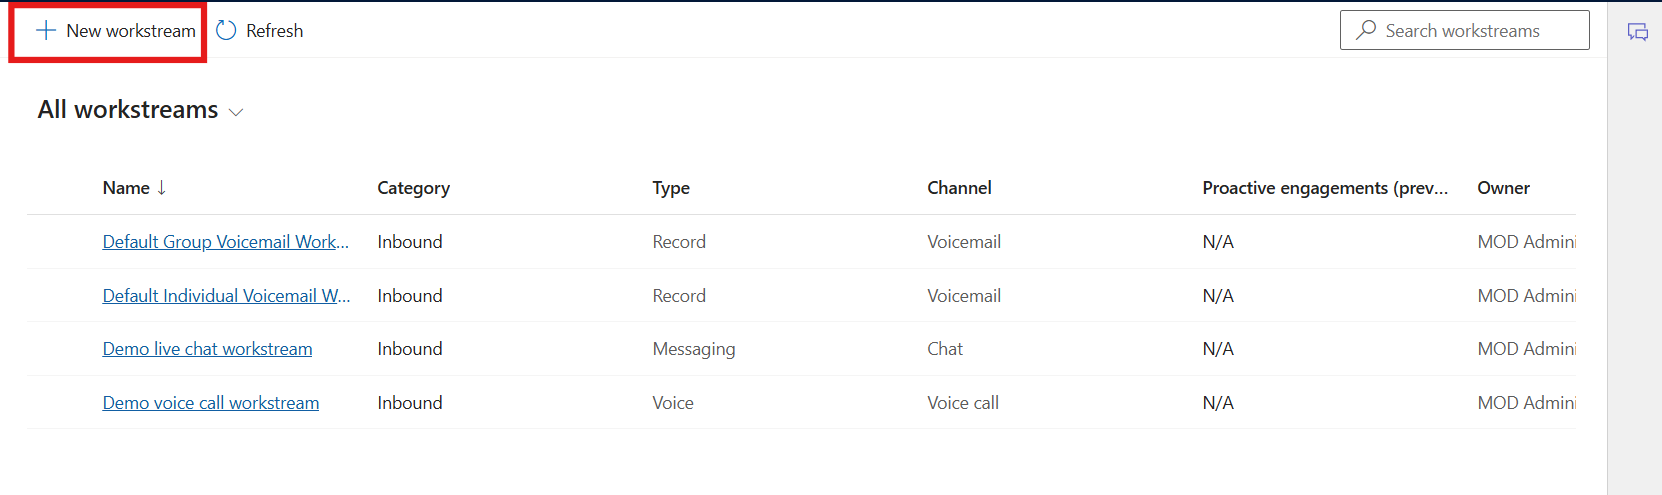 New workstream Refresh Search workstreams
All workstreams
Name ↓ Category Type Channel Proactive engagements (prev... Owner
Default Group Voicemail Work... Inbound Record Voicemail N/A MOD Admini
Default Individual Voicemail W... Inbound Record Voicemail N/A MOD Admini
Demo live chat workstream Inbound Messaging Chat N/A MOD Admini
Demo voice call workstream Inbound Voice Voice call N/A MOD Admini